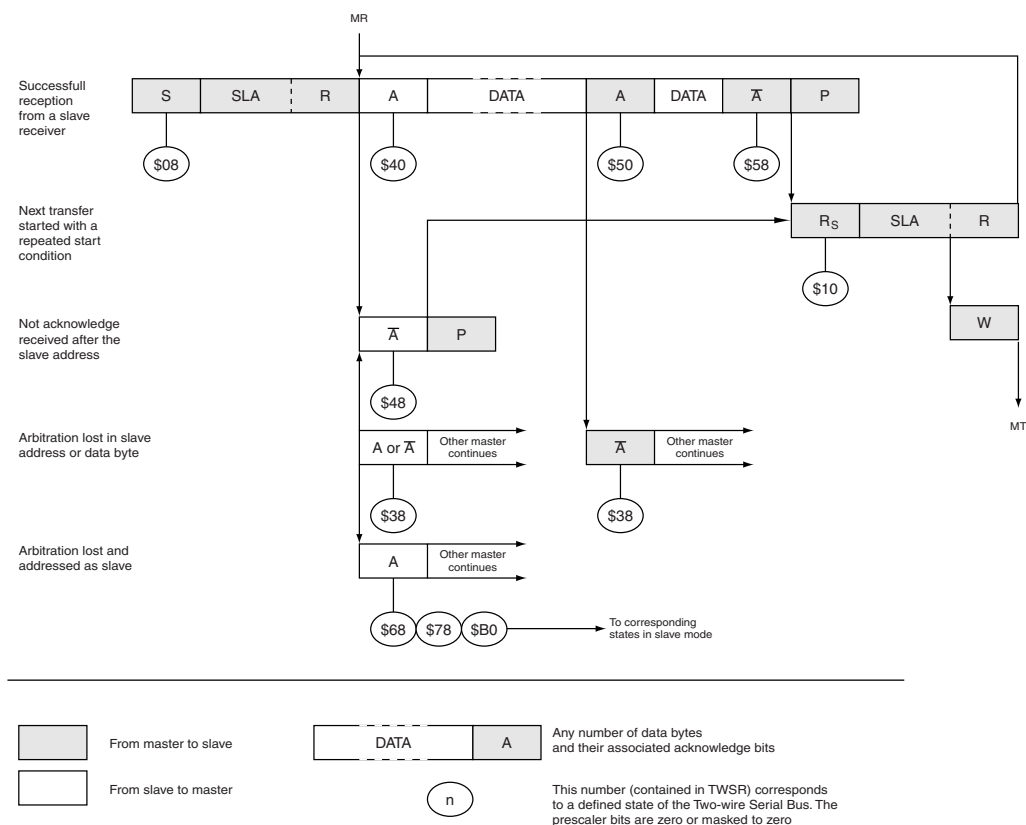 MR
Successfull
reception
from a slave
receiver
S SLA R A DATA A DATA A̅ P
$08 $40 $50 $58
Next transfer
started with a
repeated start
condition
RS SLA R
$10
Not acknowledge
received after the
slave address
A̅ P
W
$48
MT
Arbitration lost in slave
address or data byte
A or A̅ Other master
continues
A̅ Other master
continues
$38 $38
Arbitration lost and
addressed as slave
A Other master
continues
$68 $78 $B0 To corresponding
states in slave mode
From master to slave
DATA A Any number of data bytes
and their associated acknowledge bits
From slave to master
n This number (contained in TWSR) corresponds
to a defined state of the Two-wire Serial Bus. The
prescaler bits are zero or masked to zero